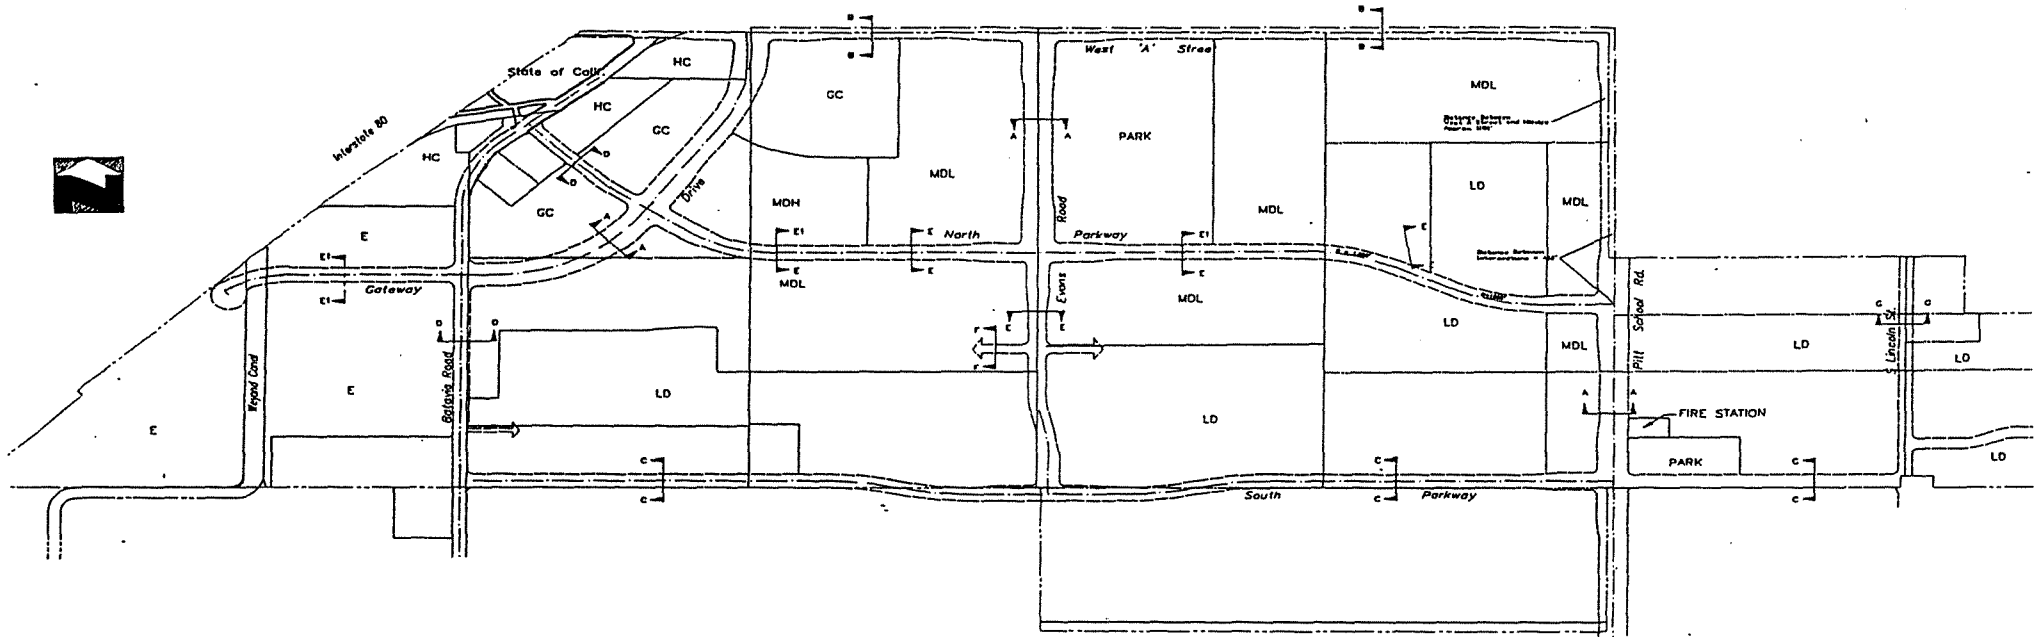 B
B
B
B
West 'A' Stree
State of Calif.
HC
HC
HC
GC
GC
GC
MDL
PARK
MDL
Interstate 80
A
A
D
D
Drive
MDH
MDL
LD
MDL
MDL
E
A
A
E1
E
E
E
Road
North
Parkway
E1
E
E
E1
E1
Gateway
MDL
Evans
MDL
LD
Pitt School Rd.
G
G
S Lincoln St.
LD
LD
D
D
E
E
F
F
MDL
Weyand Canal
Batavia Road
E
E
LD
LD
A
A
FIRE STATION
PARK
LD
C
C
C
C
C
C
South
Parkway